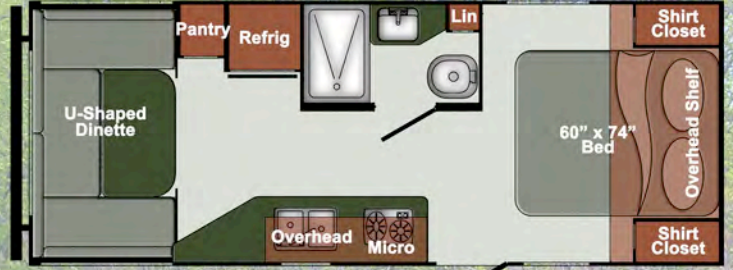 Pantry
Refrig
Lin
Shirt
Closet
U-Shaped
Dinette
60” x 74”
Bed
Overhead Shelf
Overhead
Micro
Shirt
Closet